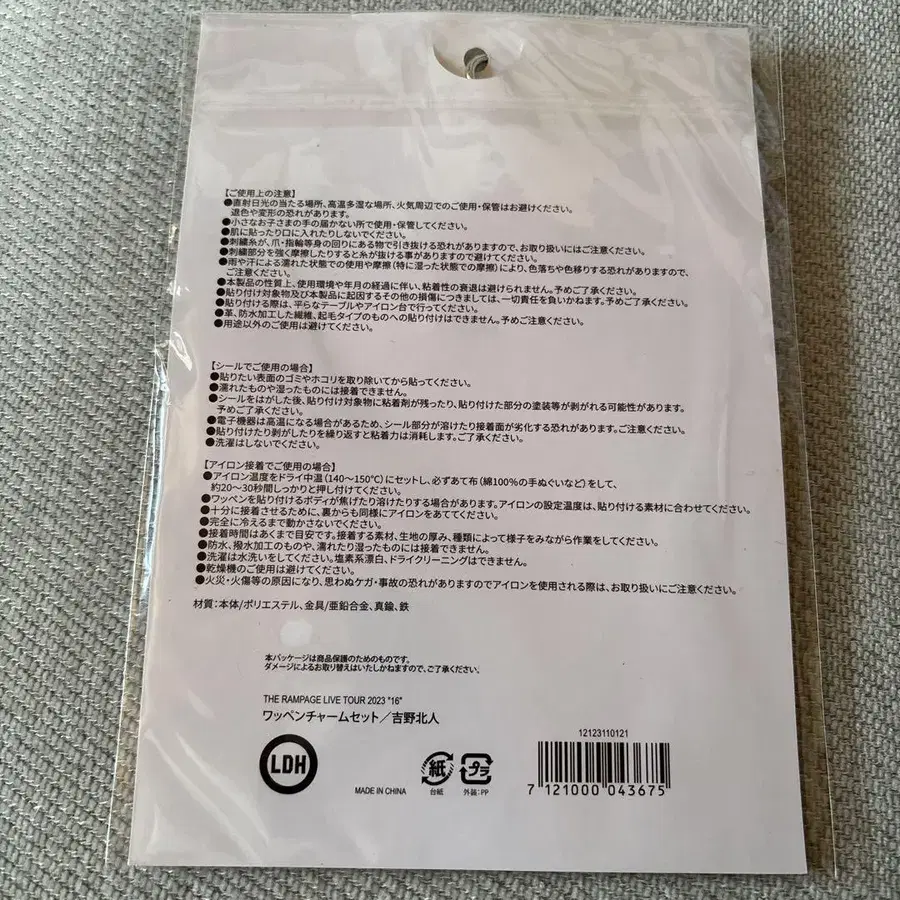 【ご使用上の注意】
●直射日光の当たる場所、高温多湿な場所、火気周辺でのご使用・保管はお避けください。
退色や変形の恐れがあります。
●小さなお子さまの手の届かない所で使用・保管してください。
●肌に貼ったり口に入れたりしないでください。
●刺繍糸が、爪・指輪等身の回りにある物で引き抜ける恐れがありますので、お取り扱いにはご注意ください。
●刺繍部分を強く摩擦したりすると糸が抜ける事がありますので避けてください。
●雨や汗による濡れた状態での使用や摩擦(特に湿った状態での摩擦)により、色落ちや色移りする恐れがありますので、
ご注意ください。
●本製品の性質上、使用環境や年月の経過に伴い、粘着性の衰退は避けられません。予めご了承ください。
●貼り付け対象物及び本製品に起因するその他の損傷につきましては、一切責任を負いかねます。予めご了承ください。
●貼り付ける際は、平らなテーブルやアイロン台で行ってください。
●革、防水加工した繊維、起毛タイプのものへの貼り付けはできません。予めご注意ください。
●用途以外のご使用は避けてください。
【シールでご使用の場合】
●貼りたい表面のゴミやホコリを取り除いてから貼ってください。
●濡れたものや湿ったものには接着できません。
●シールをはがした後、貼り付け対象物に粘着剤が残ったり、貼り付けた部分の塗装等が剥がれる可能性があります。
予めご了承ください。
●電子機器は高温になる場合があるため、シール部分が溶けたり接着面が劣化する恐れがあります。ご注意ください。
●貼り付けたり剥がしたりを繰り返すと粘着力は消耗します。ご了承ください。
●洗濯はしないでください。
【アイロン接着でご使用の場合】
●アイロン温度をドライ中温(140〜150℃)にセットし、必ずあて布(綿100%の手ぬぐいなど)をして、
約20〜30秒間しっかりと押し付けてください。
●ワッペンを貼り付けるボディが焦げたり溶けたりする場合があります。アイロンの設定温度は、貼り付ける素材に合わせてください。
●十分に接着させるために、裏からも同様にアイロンをあててください。
●完全に冷えるまで動かさないでください。
●接着時間はあくまで目安です。接着する素材、生地の厚み、種類によって様子をみながら作業をしてください。
●防水、撥水加工のものや、濡れたり湿ったものには接着できません。
●洗濯は水洗いをしてください。塩素系漂白、ドライクリーニングはできません。
●乾燥機のご使用は避けてください。
●火災・火傷等の原因になり、思わぬケガ・事故の恐れがありますのでアイロンを使用される際は、お取り扱いにご注意ください。
材質:本体/ポリエステル、金具/亜鉛合金、真鍮、鉄
本パッケージは商品保護のためのものです。
ダメージによるお取り替えはいたしかねますので、ご了承ください。
THE RAMPAGE LIVE TOUR 2023 "16"
ワッペンチャームセット/吉野北人
LDH
MADE IN CHINA
紙
台紙
プラ
外装:PP
12123110121
7 121000 043675